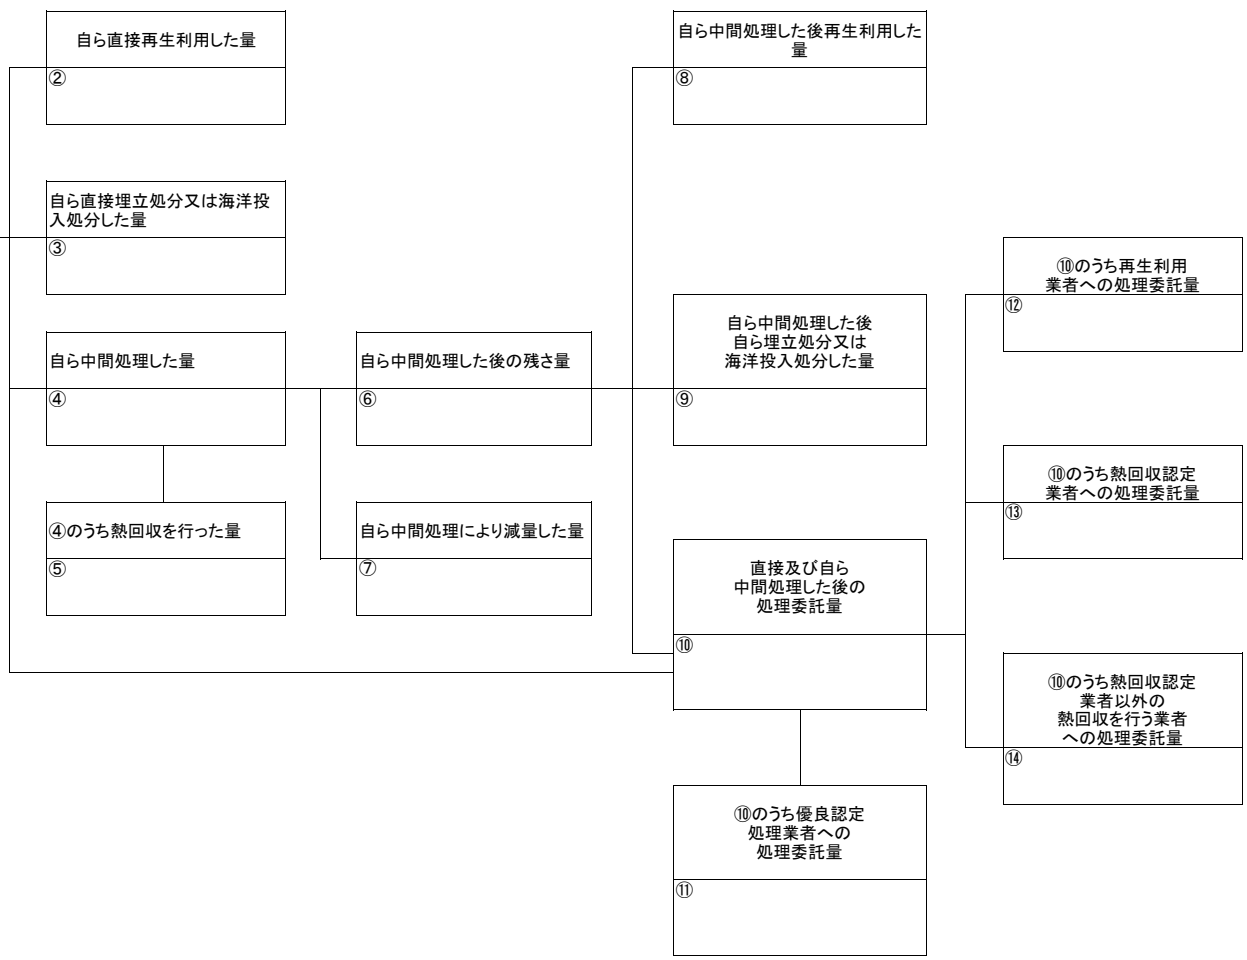 自ら直接再生利用した量
②
自ら直接埋立処分又は海洋投
入処分した量
③
自ら中間処理した量
④
④のうち熱回収を行った量
⑤
自ら中間処理した後の残さ量
⑥
自ら中間処理により減量した量
⑦
自ら中間処理した後再生利用した
量
⑧
自ら中間処理した後
自ら埋立処分又は
海洋投入処分した量
⑨
直接及び自ら
中間処理した後の
処理委託量
⑩
⑩のうち優良認定
処理業者への
処理委託量
⑪
⑩のうち再生利用
業者への処理委託量
⑫
⑩のうち熱回収認定
業者への処理委託量
⑬
⑩のうち熱回収認定
業者以外の
熱回収を行う業者
への処理委託量
⑭